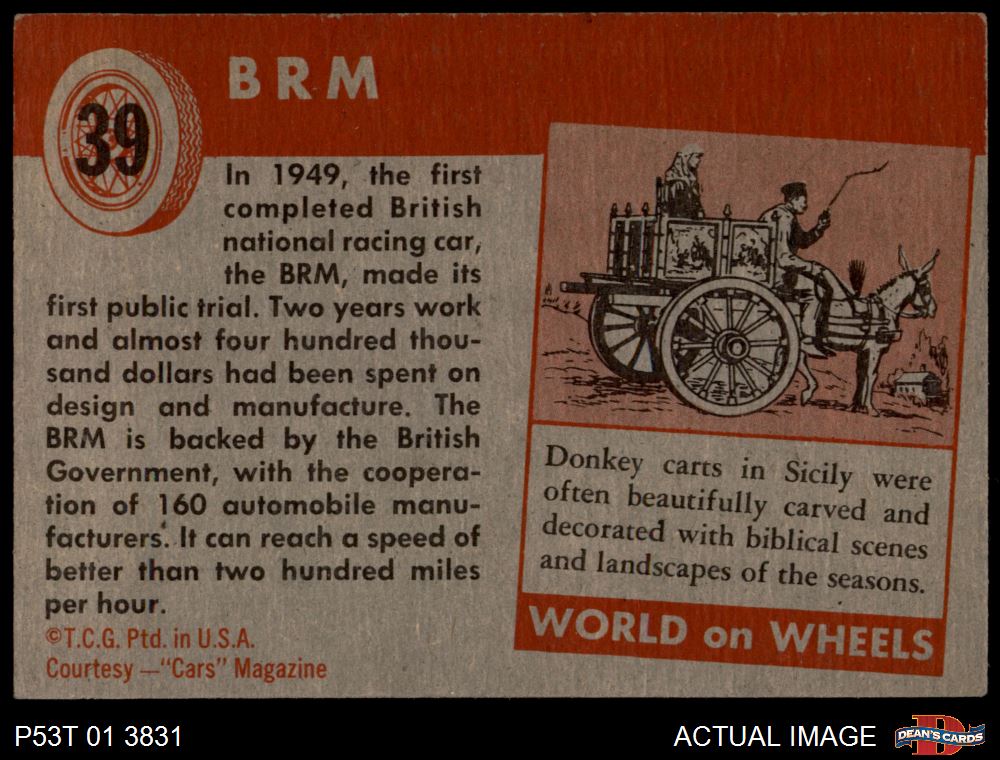 39
BRM
In 1949, the first
completed British
national racing car,
the BRM, made its
first public trial. Two years work
and almost four hundred thou-
sand dollars had been spent on
design and manufacture. The
BRM is backed by the British
Government, with the coopera-
tion of 160 automobile manu-
facturers. It can reach a speed of
better than two hundred miles
per hour.
©T.C.G. Ptd. in U.S.A.
Courtesy —"Cars" Magazine
Donkey carts in Sicily were
often beautifully carved and
decorated with biblical scenes
and landscapes of the seasons.
WORLD on WHEELS
P53T 01 3831
ACTUAL IMAGE
D
DEAN'S CARDS